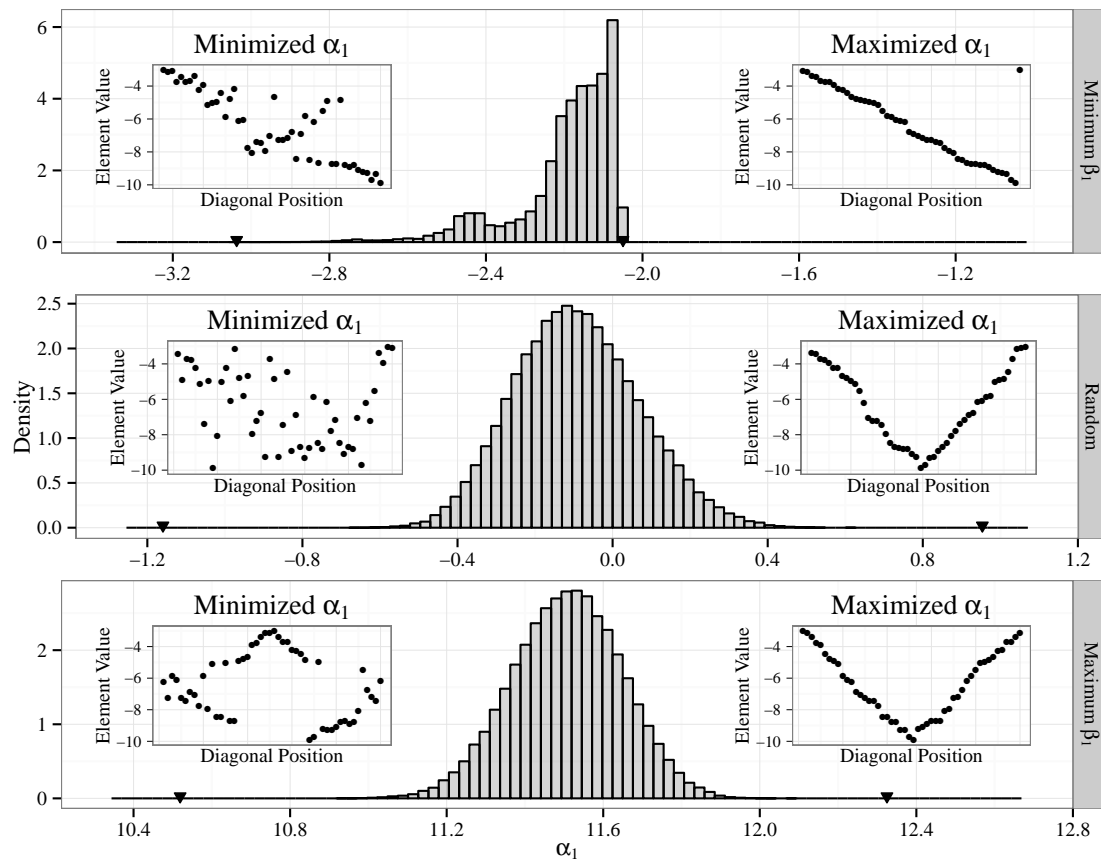 Minimized α1
Maximized α1
Element Value
−4
−6
−8
−10
Diagonal Position
Element Value
−4
−6
−8
−10
Diagonal Position
6
4
2
0
−3.2 −2.8 −2.4 −2.0 −1.6 −1.2
Minimum β1
Minimized α1
Maximized α1
Element Value
−4
−6
−8
−10
Diagonal Position
Element Value
−4
−6
−8
−10
Diagonal Position
Density
2.5
2.0
1.5
1.0
0.5
0.0
−1.2 −0.8 −0.4 0.0 0.4 0.8 1.2
Random
Minimized α1
Maximized α1
Element Value
−4
−6
−8
−10
Diagonal Position
Element Value
−4
−6
−8
−10
Diagonal Position
2
1
0
10.4 10.8 11.2 11.6 12.0 12.4 12.8
Maximum β1
α1